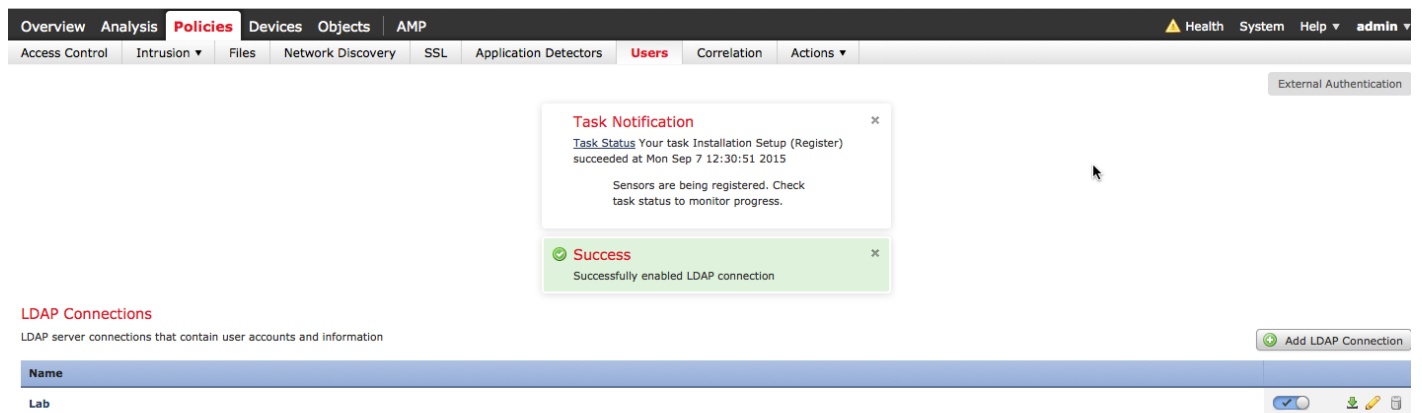 Overview Analysis Policies Devices Objects AMP Health System Help admin
Access Control Intrusion Files Network Discovery SSL Application Detectors Users Correlation Actions
External Authentication
Task Notification
Task Status Your task Installation Setup (Register)
succeeded at Mon Sep 7 12:30:51 2015
Sensors are being registered. Check
task status to monitor progress.
Success
Successfully enabled LDAP connection
LDAP Connections
LDAP server connections that contain user accounts and information
Add LDAP Connection
Name
Lab